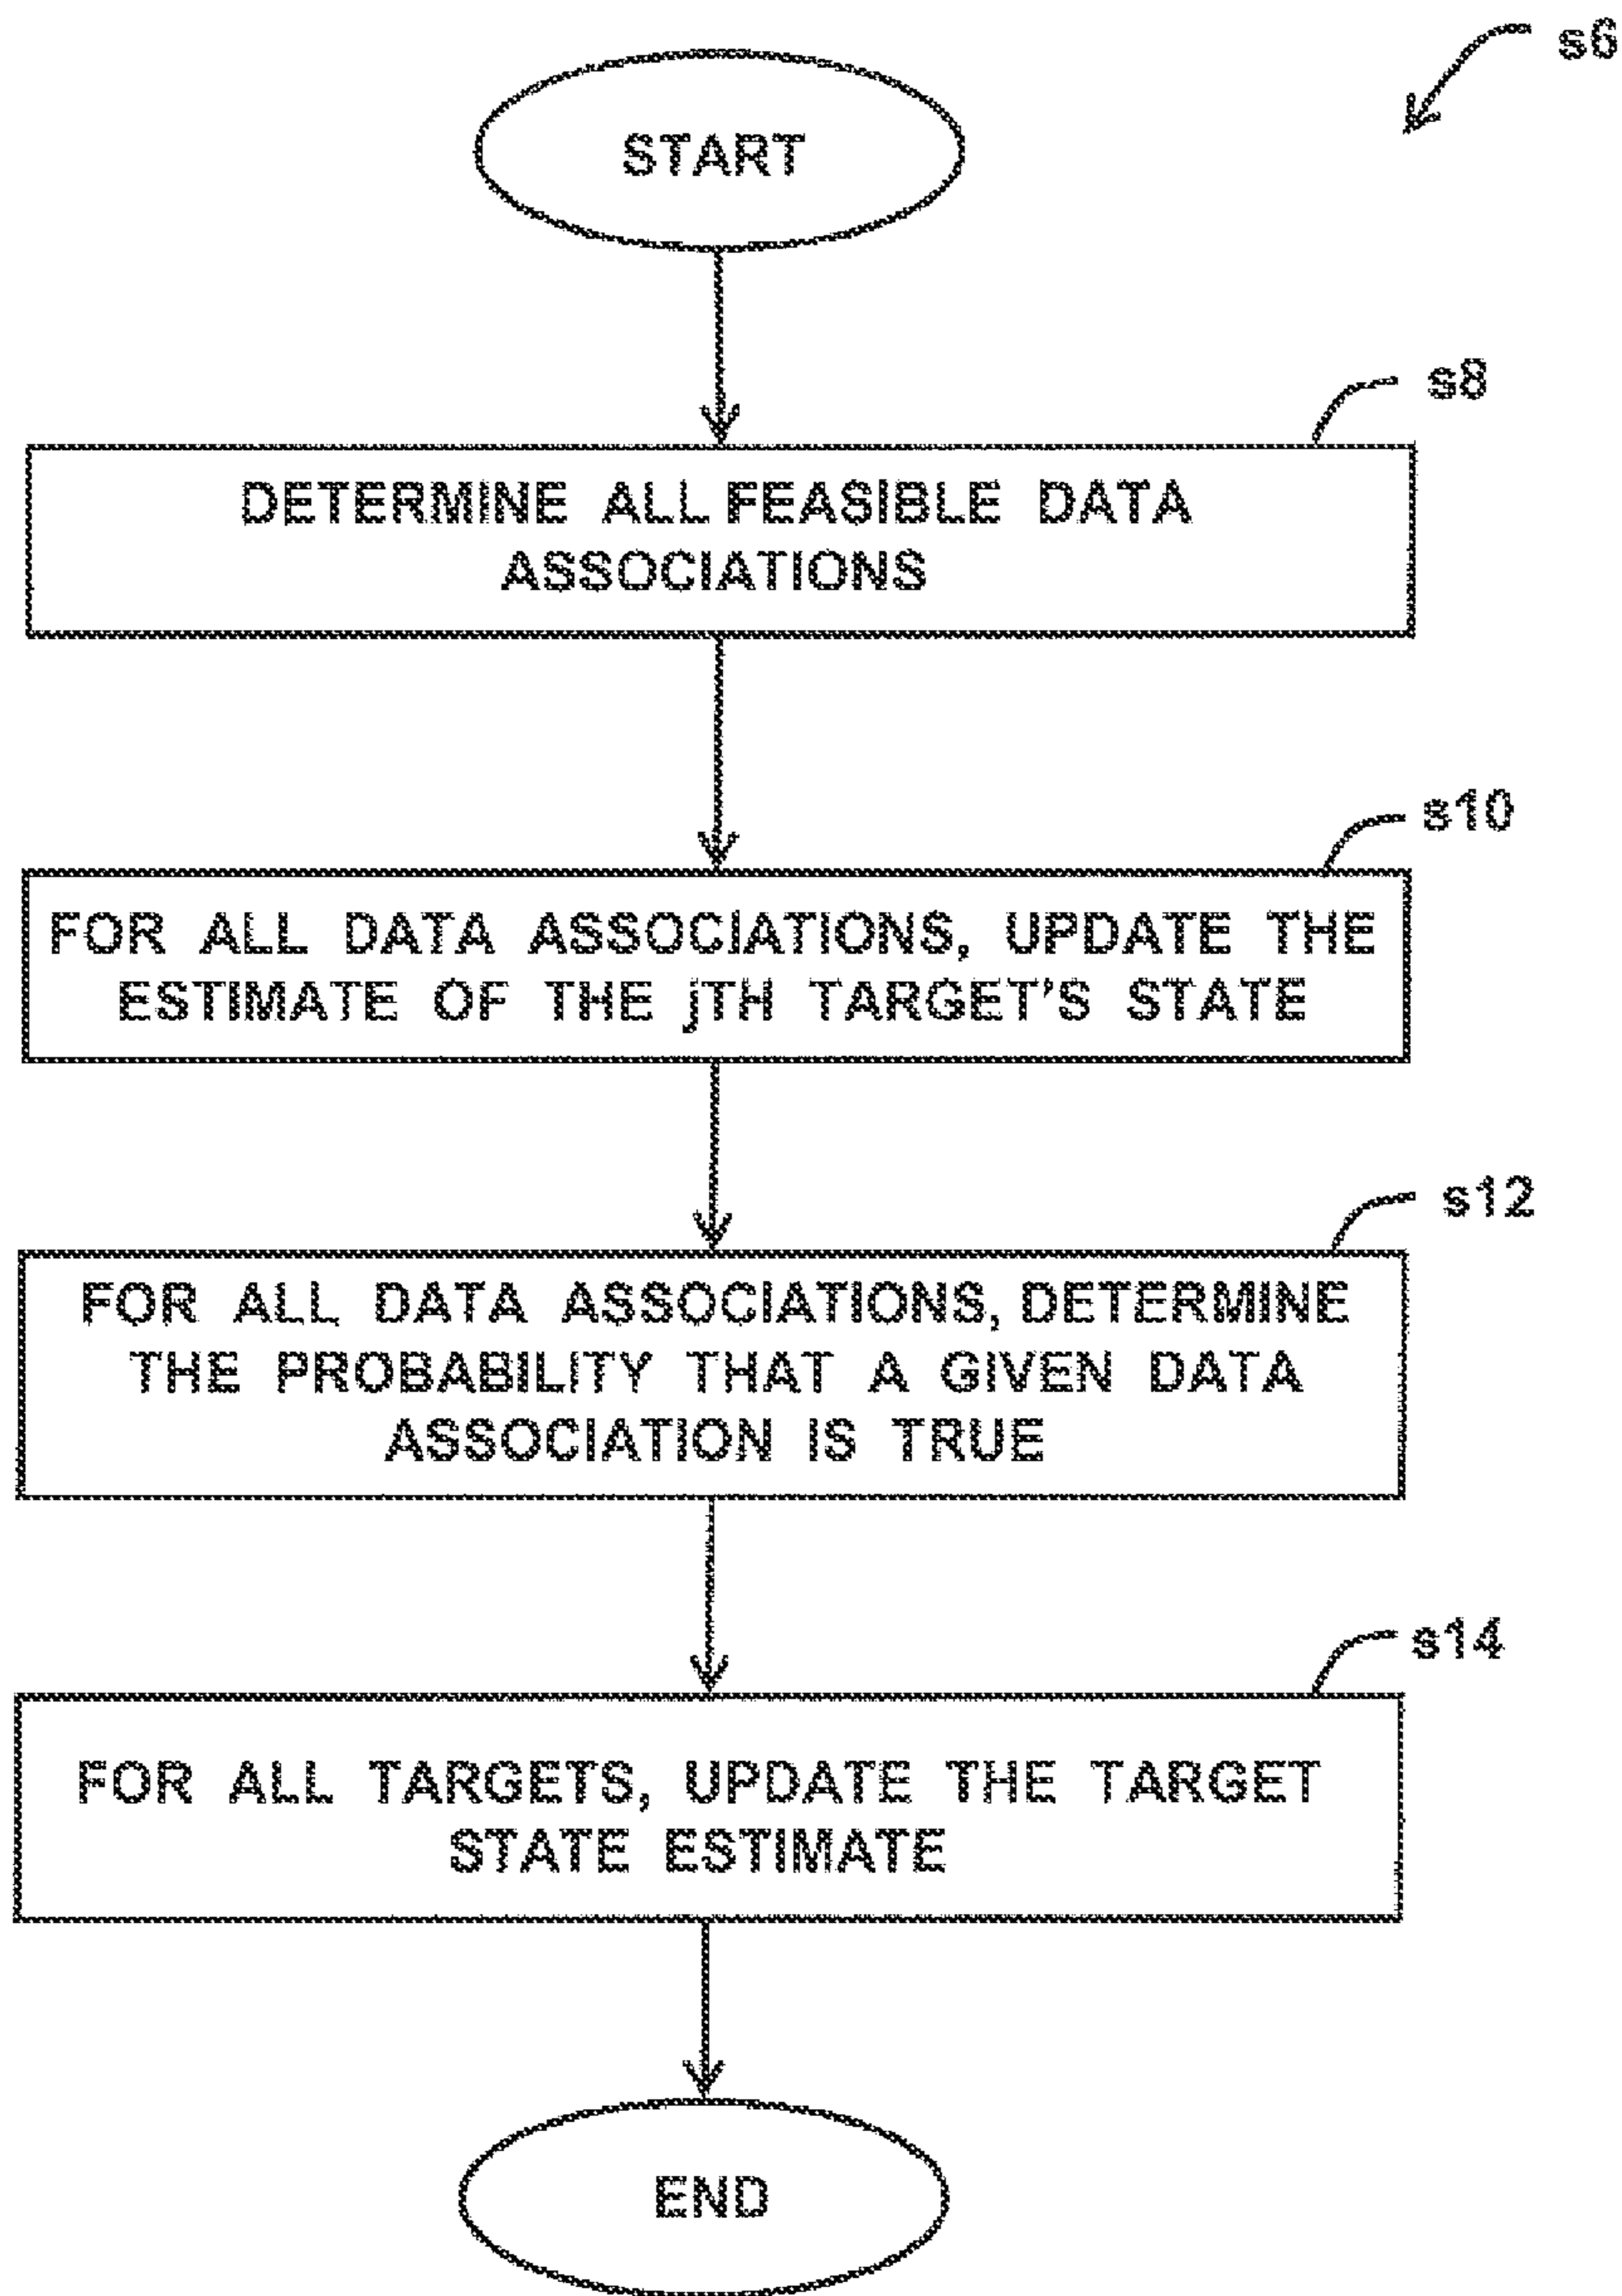 s6
START
s8
DETERMINE ALL FEASIBLE DATA
ASSOCIATIONS
s10
FOR ALL DATA ASSOCIATIONS, UPDATE THE
ESTIMATE OF THE jTH TARGET'S STATE
s12
FOR ALL DATA ASSOCIATIONS, DETERMINE
THE PROBABILITY THAT A GIVEN DATA
ASSOCIATION IS TRUE
s14
FOR ALL TARGETS, UPDATE THE TARGET
STATE ESTIMATE
END